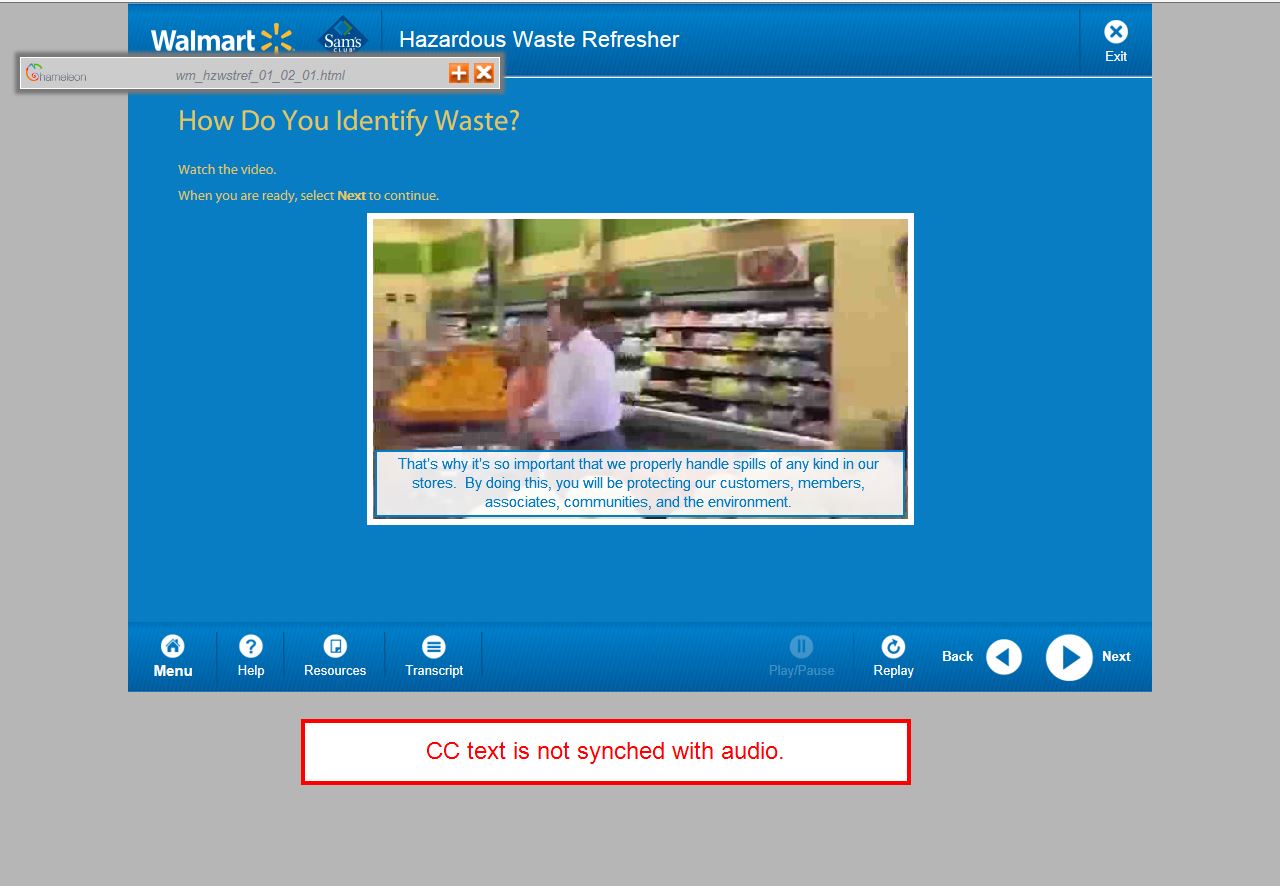 Walmart
Sam's
CLUB
Hazardous Waste Refresher
Exit
Chameleon
wm_hzwstref_01_02_01.html
How Do You Identify Waste?
Watch the video.
When you are ready, select Next to continue.
That's why it's so important that we properly handle spills of any kind in our
stores.  By doing this, you will be protecting our customers, members,
associates, communities, and the environment.
Menu
Help
Resources
Transcript
Play/Pause
Replay
Back
Next
CC text is not synched with audio.